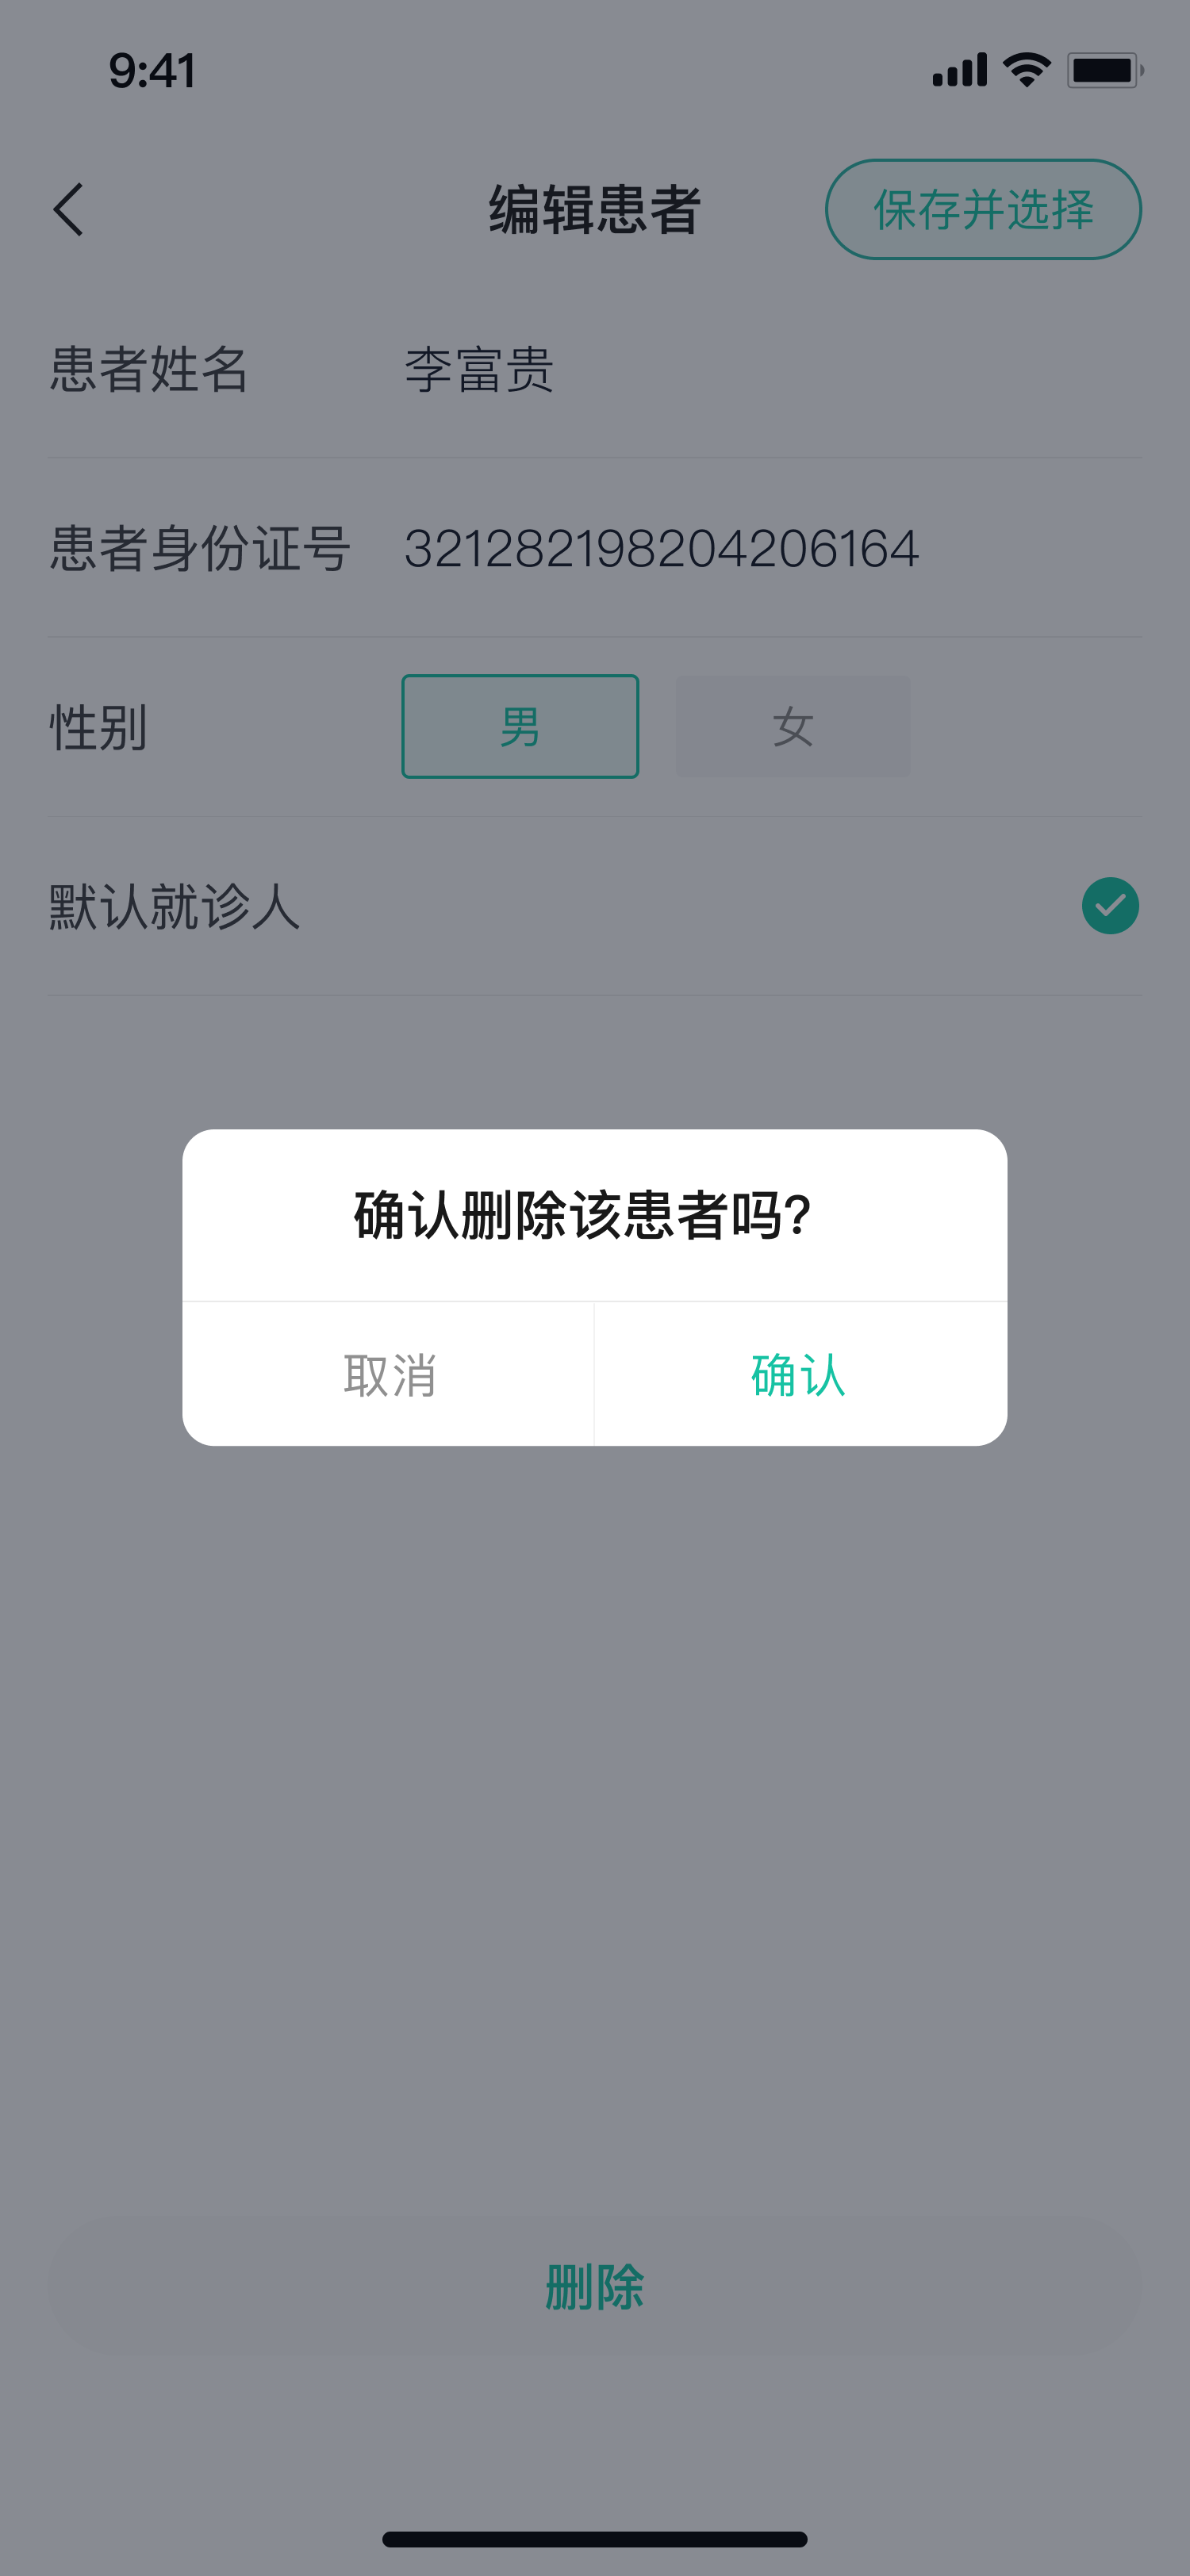 9:41
编辑患者
保存并选择
患者姓名 李富贵
患者身份证号 321282198204206164
性别 男 女
默认就诊人
确认删除该患者吗?
取消 确认
删除